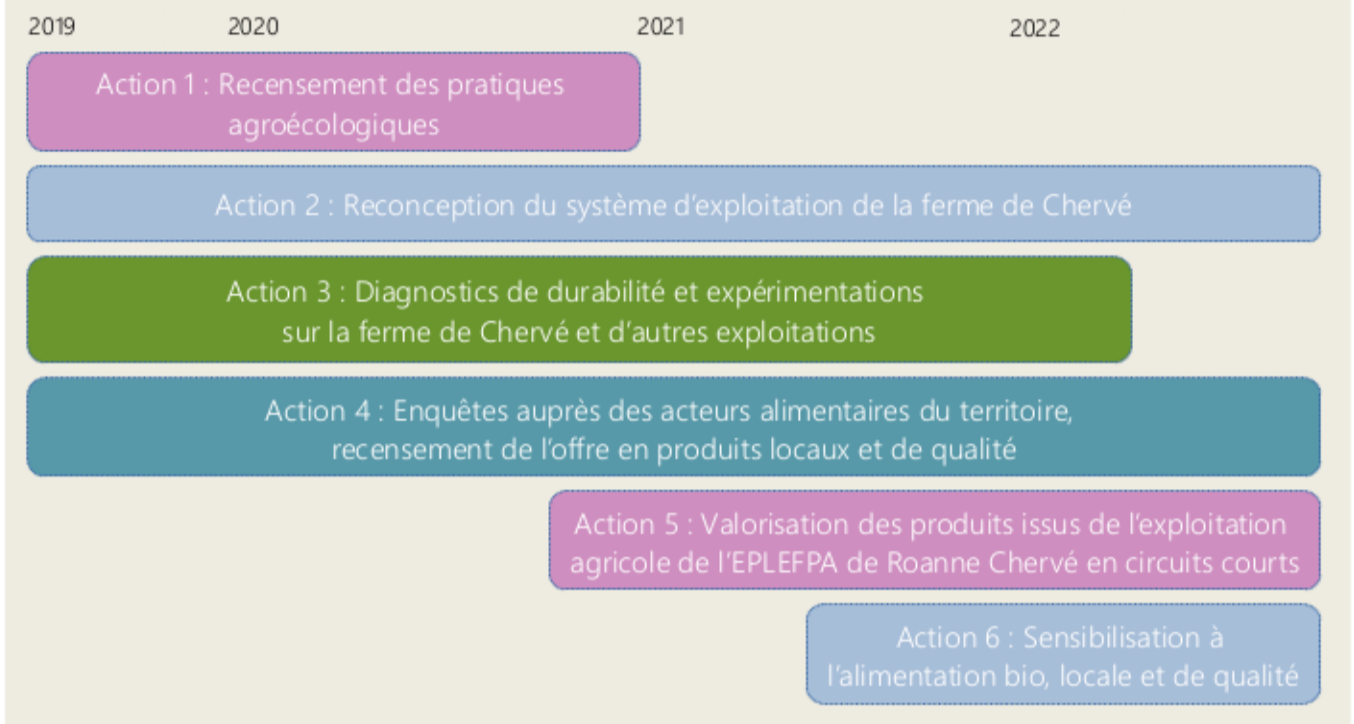 2019 2020 2021 2022
Action 1 : Recensement des pratiques
agroécologiques
Action 2 : Reconception du système d'exploitation de la ferme de Chervé
Action 3 : Diagnostics de durabilité et expérimentations
sur la ferme de Chervé et d'autres exploitations
Action 4 : Enquêtes auprès des acteurs alimentaires du territoire,
recensement de l'offre en produits locaux et de qualité
Action 5 : Valorisation des produits issus de l'exploitation
agricole de l'EPLEFPA de Roanne Chervé en circuits courts
Action 6 : Sensibilisation à
l'alimentation bio, locale et de qualité